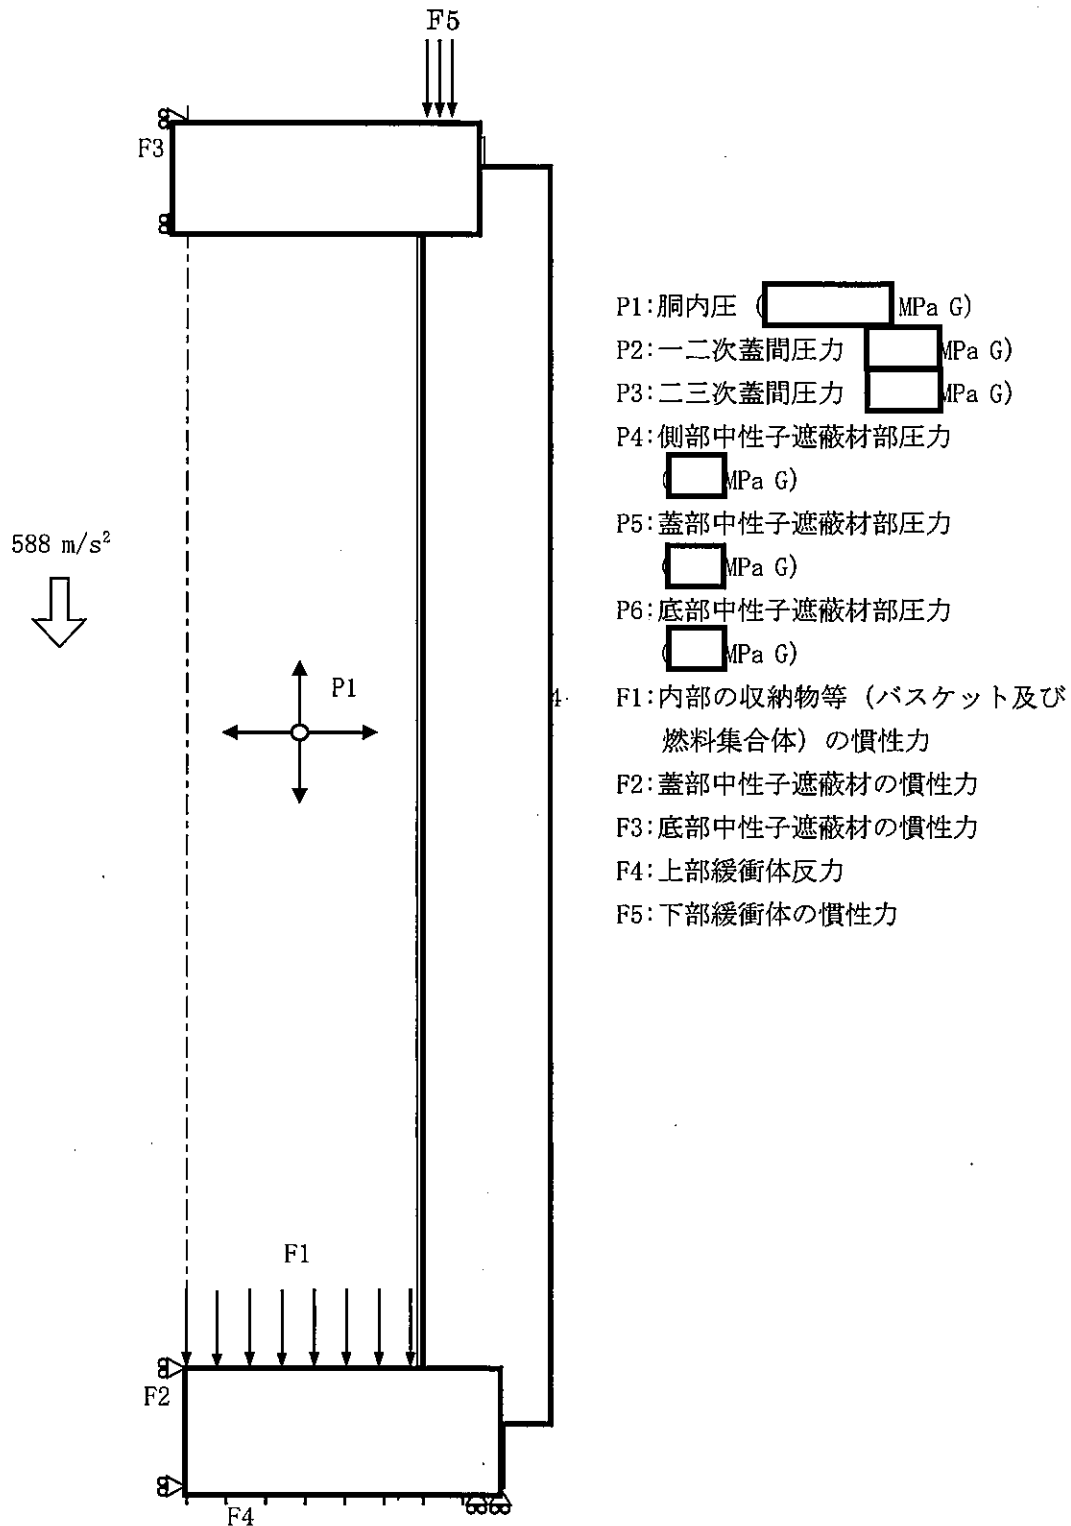 F5
F3
P1:胴内圧 ( MPa G)
P2:一二次蓋間圧力 MPa G)
P3:二三次蓋間圧力 MPa G)
P4:側部中性子遮蔽材部圧力
( MPa G)
588 m/s²
P5:蓋部中性子遮蔽材部圧力
( MPa G)
P6:底部中性子遮蔽材部圧力
( MPa G)
P1
4
F1:内部の収納物等 (バスケット及び
燃料集合体) の慣性力
F2:蓋部中性子遮蔽材の慣性力
F3:底部中性子遮蔽材の慣性力
F4:上部緩衝体反力
F5:下部緩衝体の慣性力
F1
F2
F4